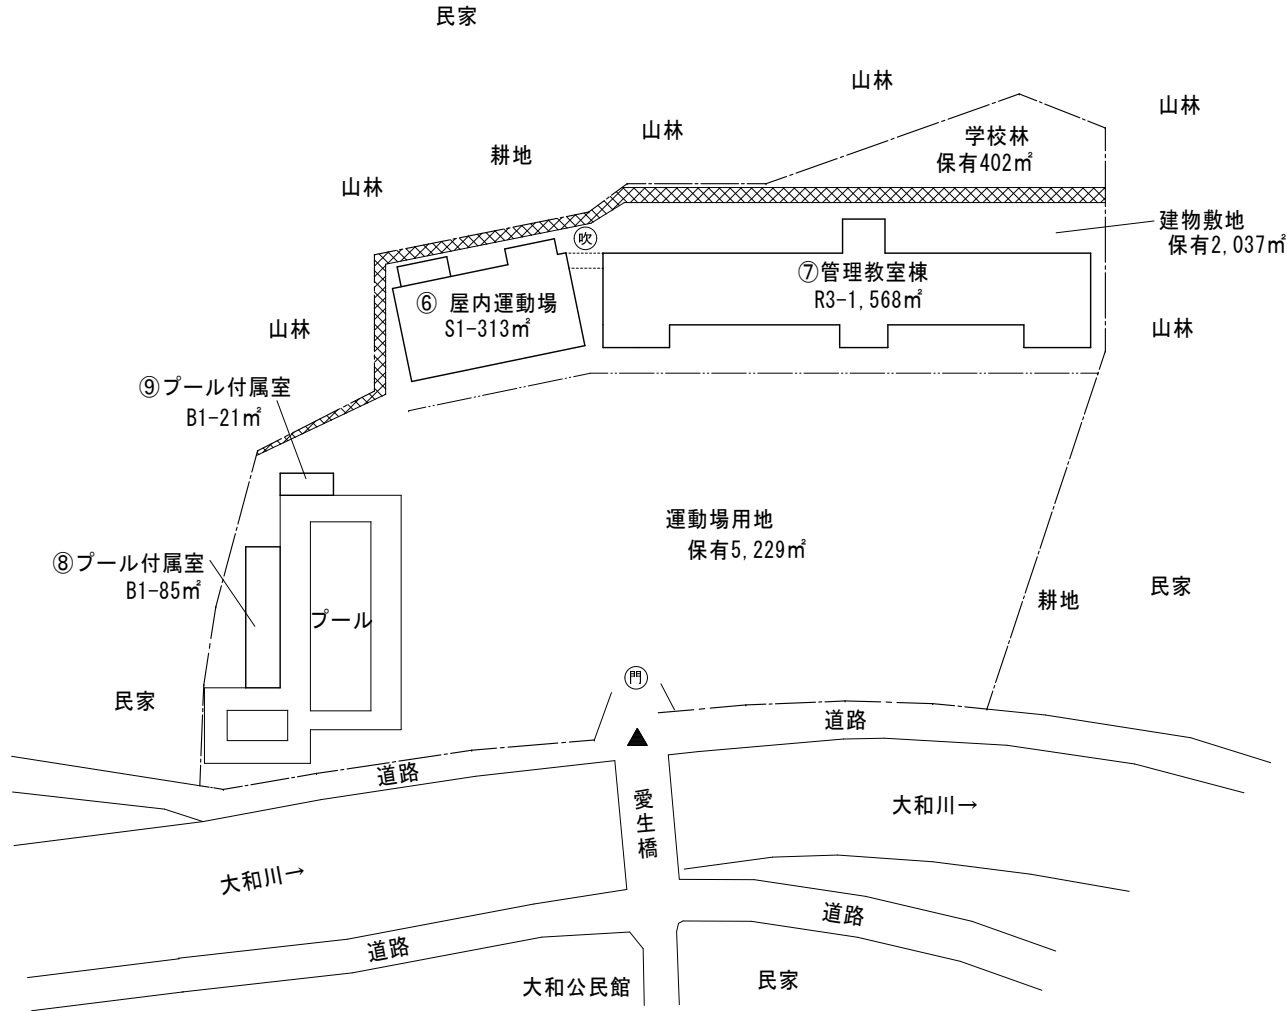 民家
山林
山林
山林
学校林
保有402㎡
耕地
山林
建物敷地
保有2,037㎡
吹
⑦管理教室棟
R3-1,568㎡
⑥ 屋内運動場
S1-313㎡
山林
山林
⑨プール付属室
B1-21㎡
運動場用地
保有5,229㎡
⑧プール付属室
B1-85㎡
プール
耕地
民家
門
民家
道路
道路
愛生橋
大和川→
大和川→
道路
道路
大和公民館
民家